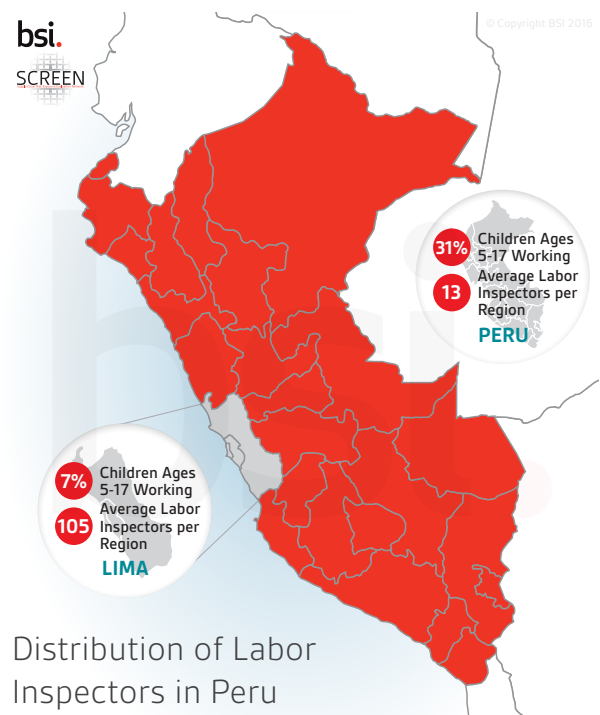 bsi.
SCREEN
© Copyright BSI 2016
31%
Children Ages
5-17 Working
13
Average Labor
Inspectors per
Region
PERU
7%
Children Ages
5-17 Working
105
Average Labor
Inspectors per
Region
LIMA
bsi.
Distribution of Labor
Inspectors in Peru